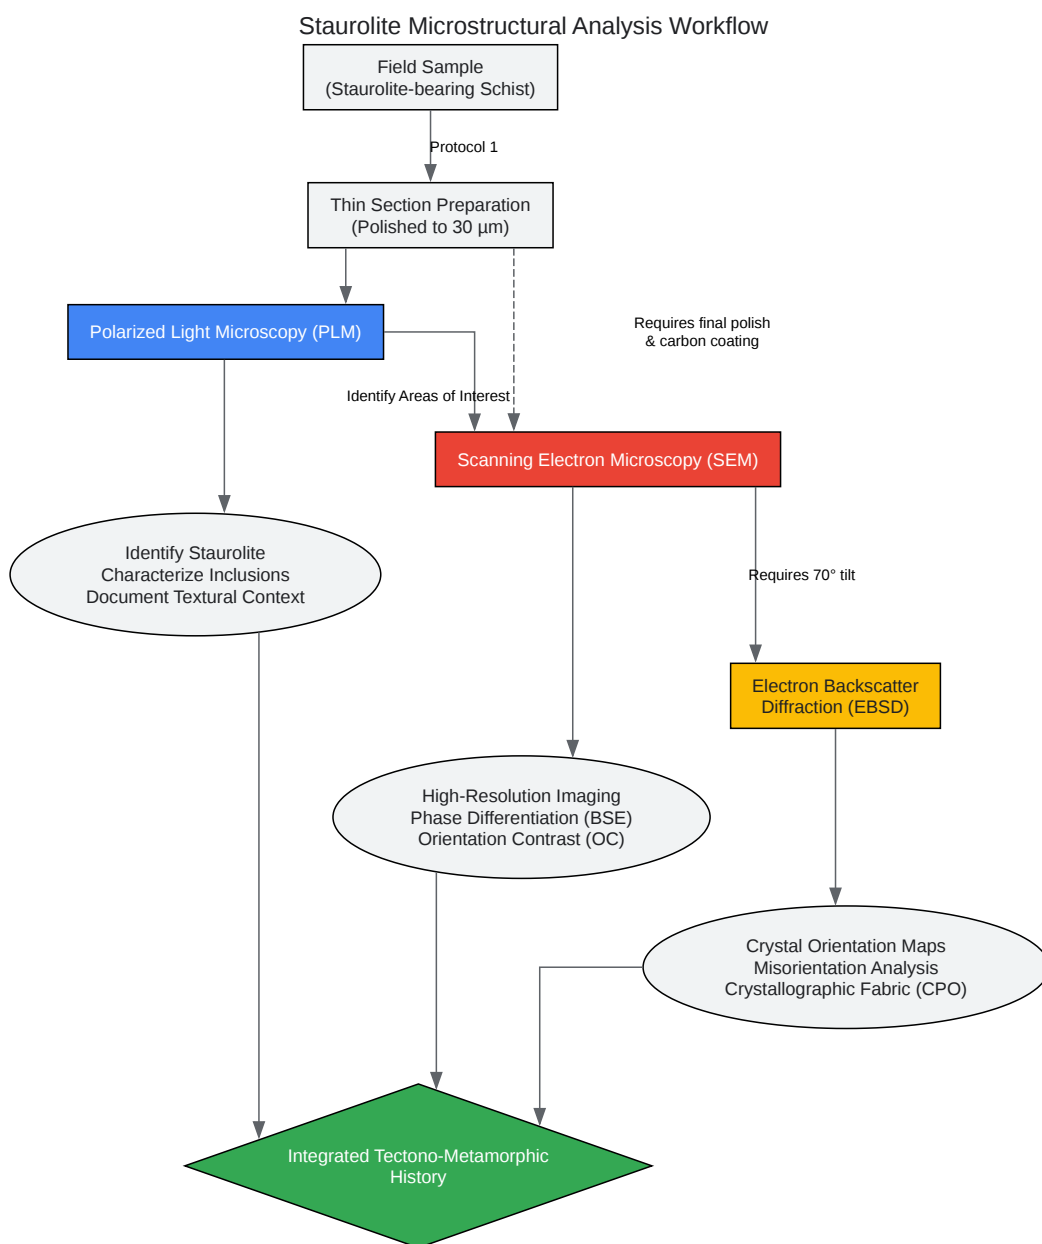 Staurolite Microstructural Analysis Workflow
Field Sample
(Staurolite-bearing Schist)
Protocol 1
Thin Section Preparation
(Polished to 30 µm)
Polarized Light Microscopy (PLM)
Requires final polish
& carbon coating
Identify Areas of Interest
Scanning Electron Microscopy (SEM)
Identify Staurolite
Characterize Inclusions
Document Textural Context
Requires 70° tilt
Electron Backscatter
Diffraction (EBSD)
High-Resolution Imaging
Phase Differentiation (BSE)
Orientation Contrast (OC)
Crystal Orientation Maps
Misorientation Analysis
Crystallographic Fabric (CPO)
Integrated Tectono-Metamorphic
History